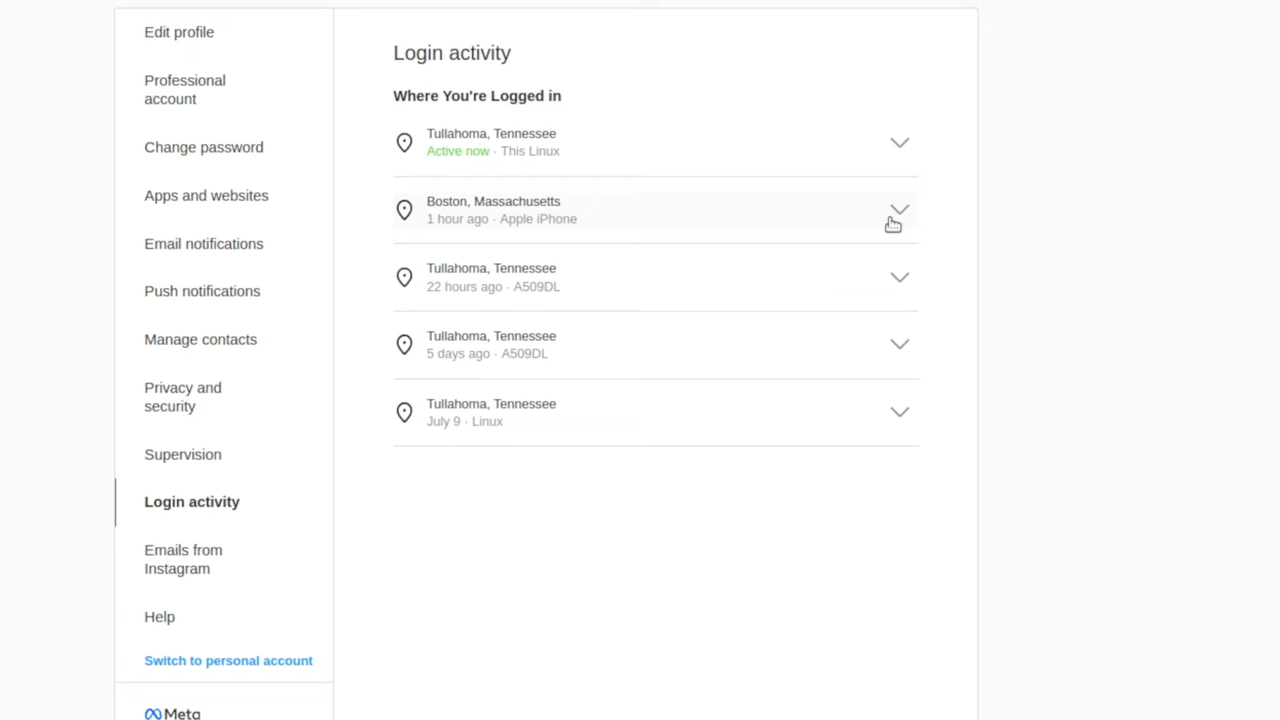 Edit profile
Professional
account
Change password
Apps and websites
Email notifications
Push notifications
Manage contacts
Privacy and
security
Supervision
Login activity
Emails from
Instagram
Help
Switch to personal account
Meta
Login activity
Where You're Logged in
Tullahoma, Tennessee
Active now · This Linux
Boston, Massachusetts
1 hour ago · Apple iPhone
Tullahoma, Tennessee
22 hours ago · A509DL
Tullahoma, Tennessee
5 days ago · A509DL
Tullahoma, Tennessee
July 9 · Linux